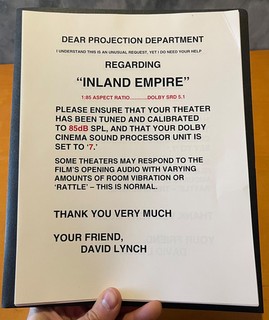 DEAR PROJECTION DEPARTMENT
I UNDERSTAND THIS IS AN UNUSUAL REQUEST, YET I DO NEED YOUR HELP
REGARDING
“INLAND EMPIRE”
1:85 ASPECT RATIO............DOLBY SRD 5.1
PLEASE ENSURE THAT YOUR THEATER
HAS BEEN TUNED AND CALIBRATED
TO 85dB SPL, AND THAT YOUR DOLBY
CINEMA SOUND PROCESSOR UNIT IS
SET TO ‘7.’
SOME THEATERS MAY RESPOND TO THE
FILM’S OPENING AUDIO WITH VARYING
AMOUNTS OF ROOM VIBRATION OR
‘RATTLE’ – THIS IS NORMAL.
THANK YOU VERY MUCH
YOUR FRIEND,
DAVID LYNCH